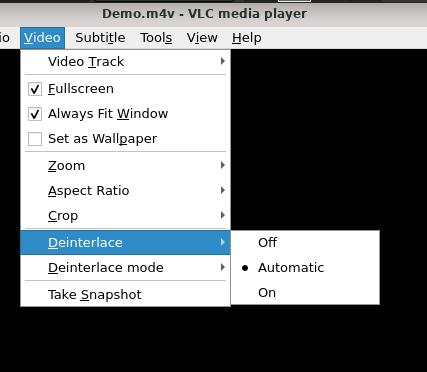 Demo.m4v - VLC media player
io Video Subtitle Tools View Help
Video Track
Fullscreen
Always Fit Window
Set as Wallpaper
Zoom
Aspect Ratio
Crop
Deinterlace
Off
Deinterlace mode
Automatic
Take Snapshot
On